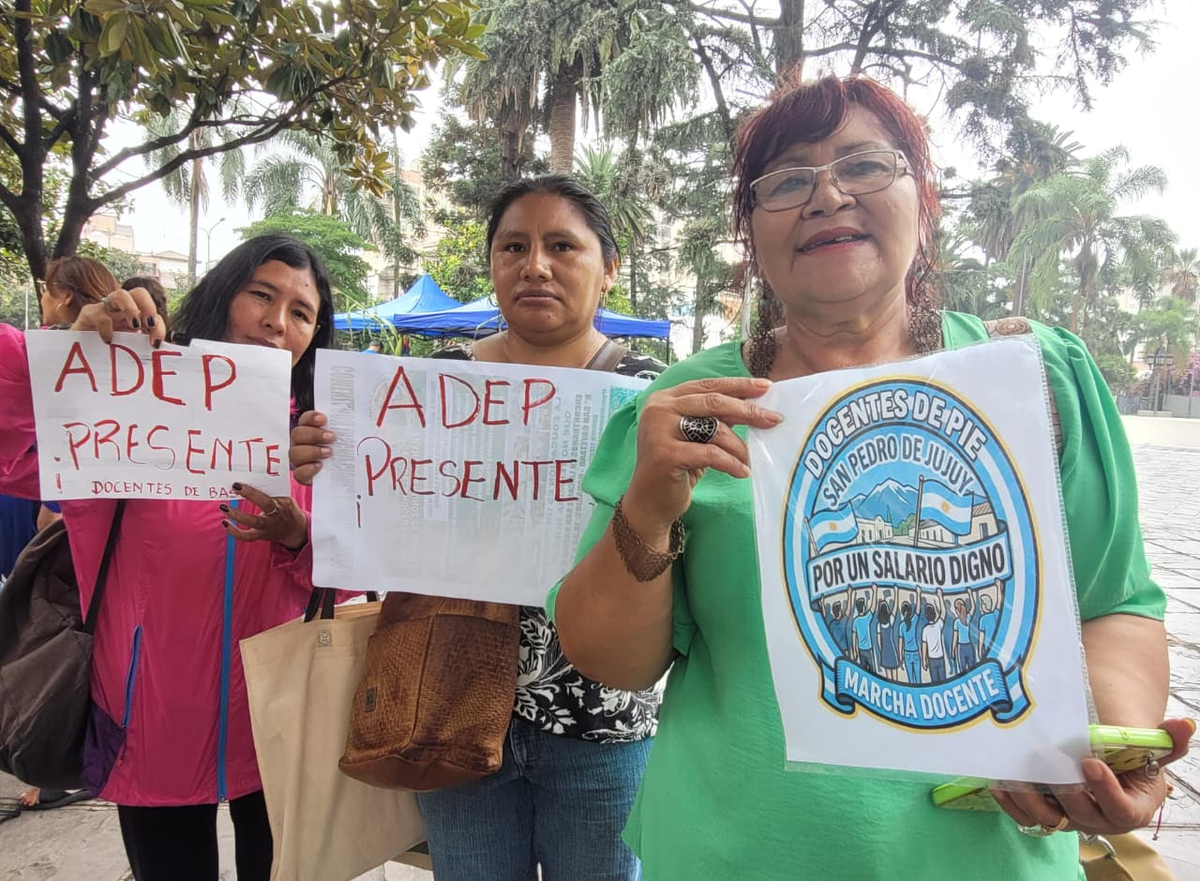 ADEP
¡PRESENTE
DOCENTES DE BAS
ADEP
¡PRESENTE
DOCENTES DE PIE
SAN PEDRO DE JUJUY
POR UN SALARIO DIGNO
MARCHA DOCENTE